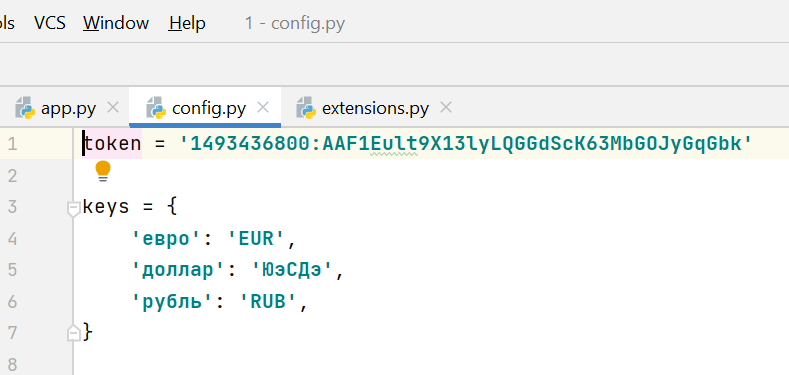 ols VCS Window Help 1 - config.py
app.py config.py extensions.py
1 token = '1493436800:AAF1Eult9X13lyLQGGdScK63MbGOJyGqGbk'
2
3 keys = {
4 'евро': 'EUR',
5 'доллар': 'ЮэСДэ',
6 'рубль': 'RUB',
7 }
8